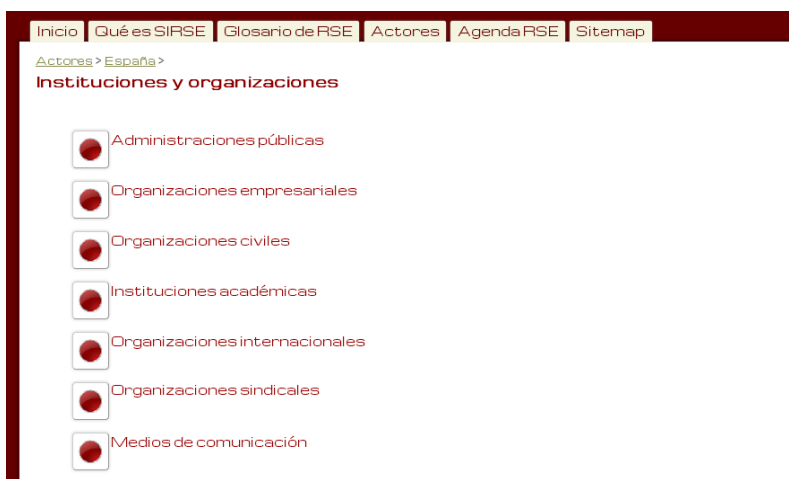 Inicio Qué es SIRSE Glosario de RSE Actores Agenda RSE Sitemap
Actores > España >
Instituciones y organizaciones
Administraciones públicas
Organizaciones empresariales
Organizaciones civiles
Instituciones académicas
Organizaciones internacionales
Organizaciones sindicales
Medios de comunicación